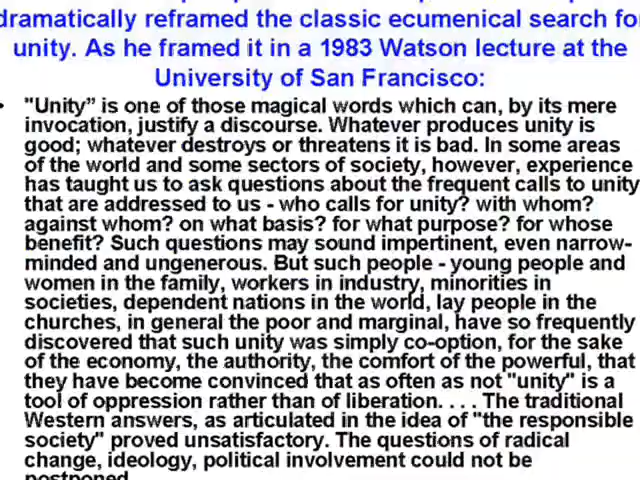 dramatically reframed the classic ecumenical search for
unity. As he framed it in a 1983 Watson lecture at the
University of San Francisco:
• "Unity” is one of those magical words which can, by its mere
invocation, justify a discourse. Whatever produces unity is
good; whatever destroys or threatens it is bad. In some areas
of the world and some sectors of society, however, experience
has taught us to ask questions about the frequent calls to unity
that are addressed to us - who calls for unity? with whom?
against whom? on what basis? for what purpose? for whose
benefit? Such questions may sound impertinent, even narrow-
minded and ungenerous. But such people - young people and
women in the family, workers in industry, minorities in
societies, dependent nations in the world, lay people in the
churches, in general the poor and marginal, have so frequently
discovered that such unity was simply co-option, for the sake
of the economy, the authority, the comfort of the powerful, that
they have become convinced that as often as not "unity" is a
tool of oppression rather than of liberation. . . . The traditional
Western answers, as articulated in the idea of "the responsible
society" proved unsatisfactory. The questions of radical
change, ideology, political involvement could not be
postponed